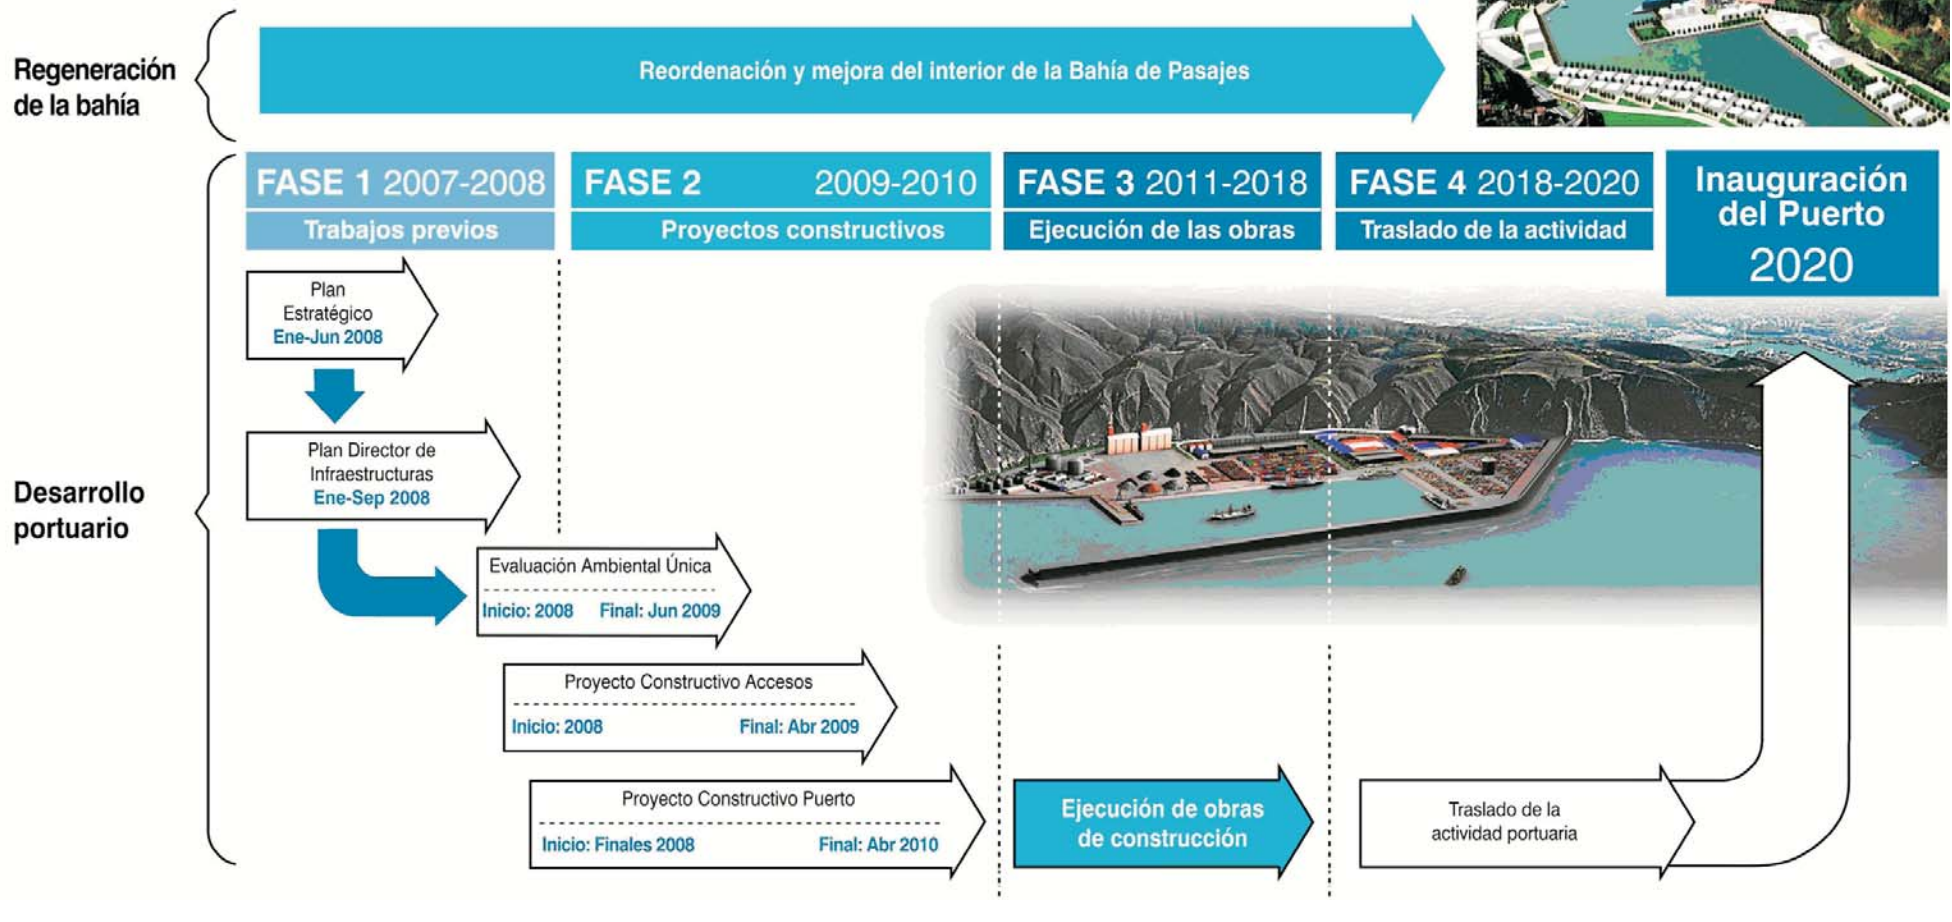 Regeneración
de la bahía
Reordenación y mejora del interior de la Bahía de Pasajes
FASE 1 2007-2008
Trabajos previos
FASE 2 2009-2010
Proyectos constructivos
FASE 3 2011-2018
Ejecución de las obras
FASE 4 2018-2020
Traslado de la actividad
Inauguración
del Puerto
2020
Desarrollo
portuario
Plan
Estratégico
Ene-Jun 2008
Plan Director de
Infraestructuras
Ene-Sep 2008
Evaluación Ambiental Única
Inicio: 2008 Final: Jun 2009
Proyecto Constructivo Accesos
Inicio: 2008 Final: Abr 2009
Proyecto Constructivo Puerto
Inicio: Finales 2008 Final: Abr 2010
Ejecución de obras
de construcción
Traslado de la
actividad portuaria